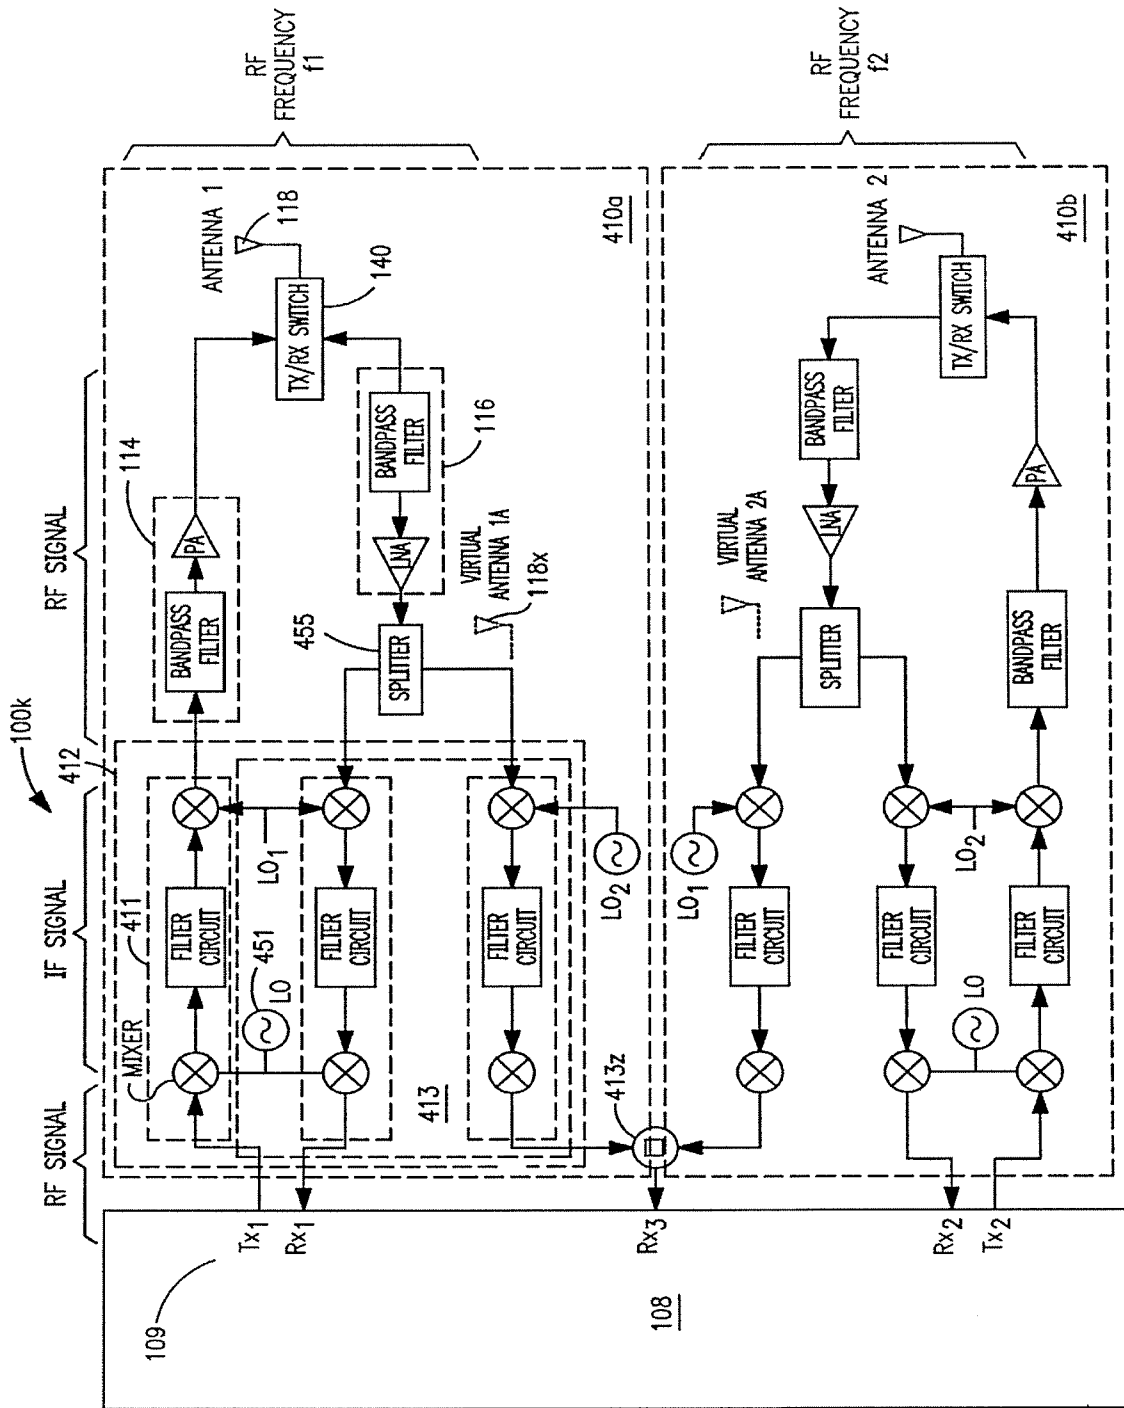 100k
RF SIGNAL
IF SIGNAL
RF SIGNAL
109
108
Tx1
Rx1
Rx3
Rx2
Tx2
412
411
MIXER
FILTER
CIRCUIT
451
LO
LO1
FILTER
CIRCUIT
413
FILTER
CIRCUIT
LO2
413z
114
BANDPASS
FILTER
PA
TX/RX SWITCH
140
ANTENNA 1
118
BANDPASS
FILTER
116
LNA
455
SPLITTER
VIRTUAL
ANTENNA 1A
118x
410a
RF
FREQUENCY
f1
LO1
FILTER
CIRCUIT
FILTER
CIRCUIT
LO
LO2
FILTER
CIRCUIT
SPLITTER
VIRTUAL
ANTENNA 2A
LNA
BANDPASS
FILTER
BANDPASS
FILTER
PA
TX/RX SWITCH
ANTENNA 2
410b
RF
FREQUENCY
f2